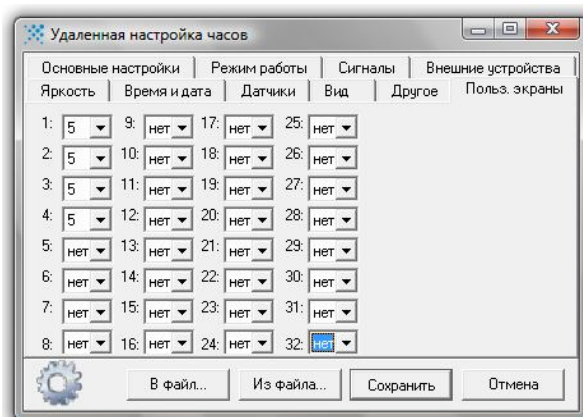 Удаленная настройка часов
Основные настройки Режим работы Сигналы Внешние устройства
Яркость Время и дата Датчики Вид Другое Польз. экраны
1: 5 9: нет 17: нет 25: нет
2: 5 10: нет 18: нет 26: нет
3: 5 11: нет 19: нет 27: нет
4: 5 12: нет 20: нет 28: нет
5: нет 13: нет 21: нет 29: нет
6: нет 14: нет 22: нет 30: нет
7: нет 15: нет 23: нет 31: нет
8: нет 16: нет 24: нет 32: нет
В файл... Из файла... Сохранить Отмена